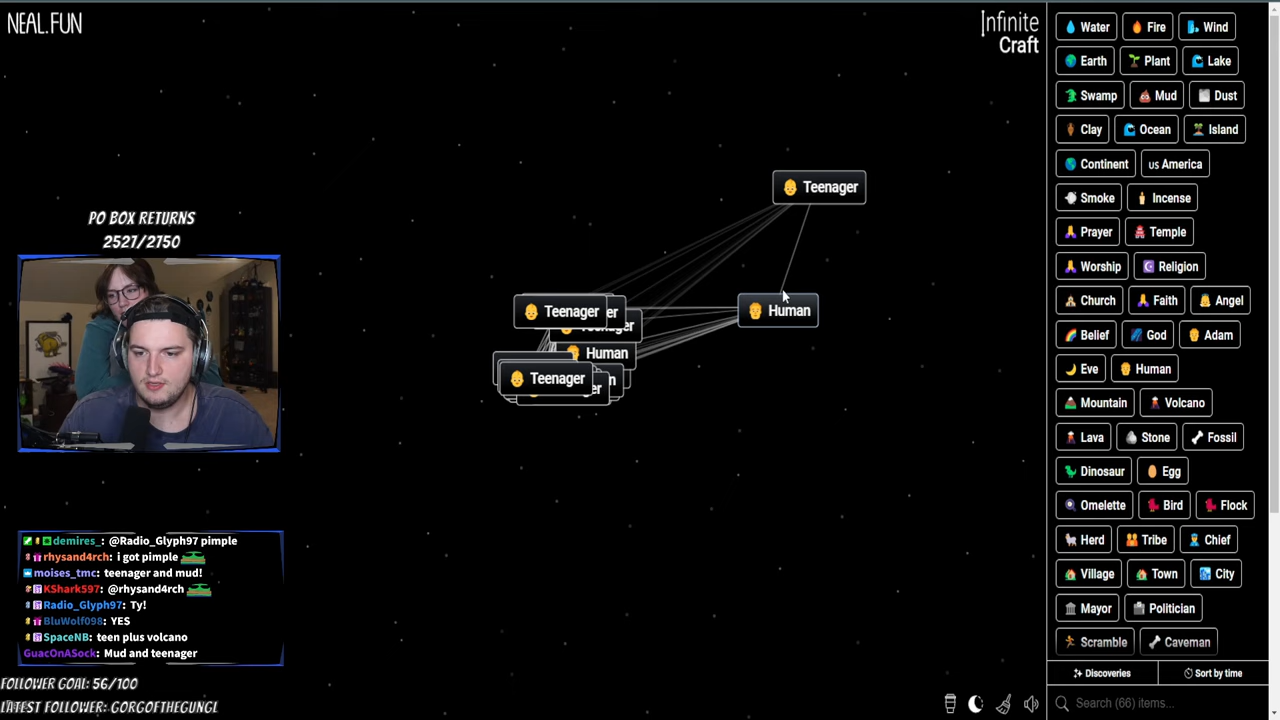 NEAL.FUN
Infinite
Craft
PO BOX RETURNS
2527/2750
Teenager
Teenager
Human
Human
Teenager
demires_: @Radio_Glyph97 pimple
rhysand4rch: i got pimple
moises_tmc: teenager and mud!
KShark597: @rhysand4rch
Radio_Glyph97: Ty!
BluWolf098: YES
SpaceNB: teen plus volcano
GuacOnASock: Mud and teenager
FOLLOWER GOAL: 56/100
LATEST FOLLOWER: GORGOFTHEGUNGL
Water Fire Wind
Earth Plant Lake
Swamp Mud Dust
Clay Ocean Island
Continent US America
Smoke Incense
Prayer Temple
Worship Religion
Church Faith Angel
Belief God Adam
Eve Human
Mountain Volcano
Lava Stone Fossil
Dinosaur Egg
Omelette Bird Flock
Herd Tribe Chief
Village Town City
Mayor Politician
Scramble Caveman
Discoveries Sort by time
Search (66) items...